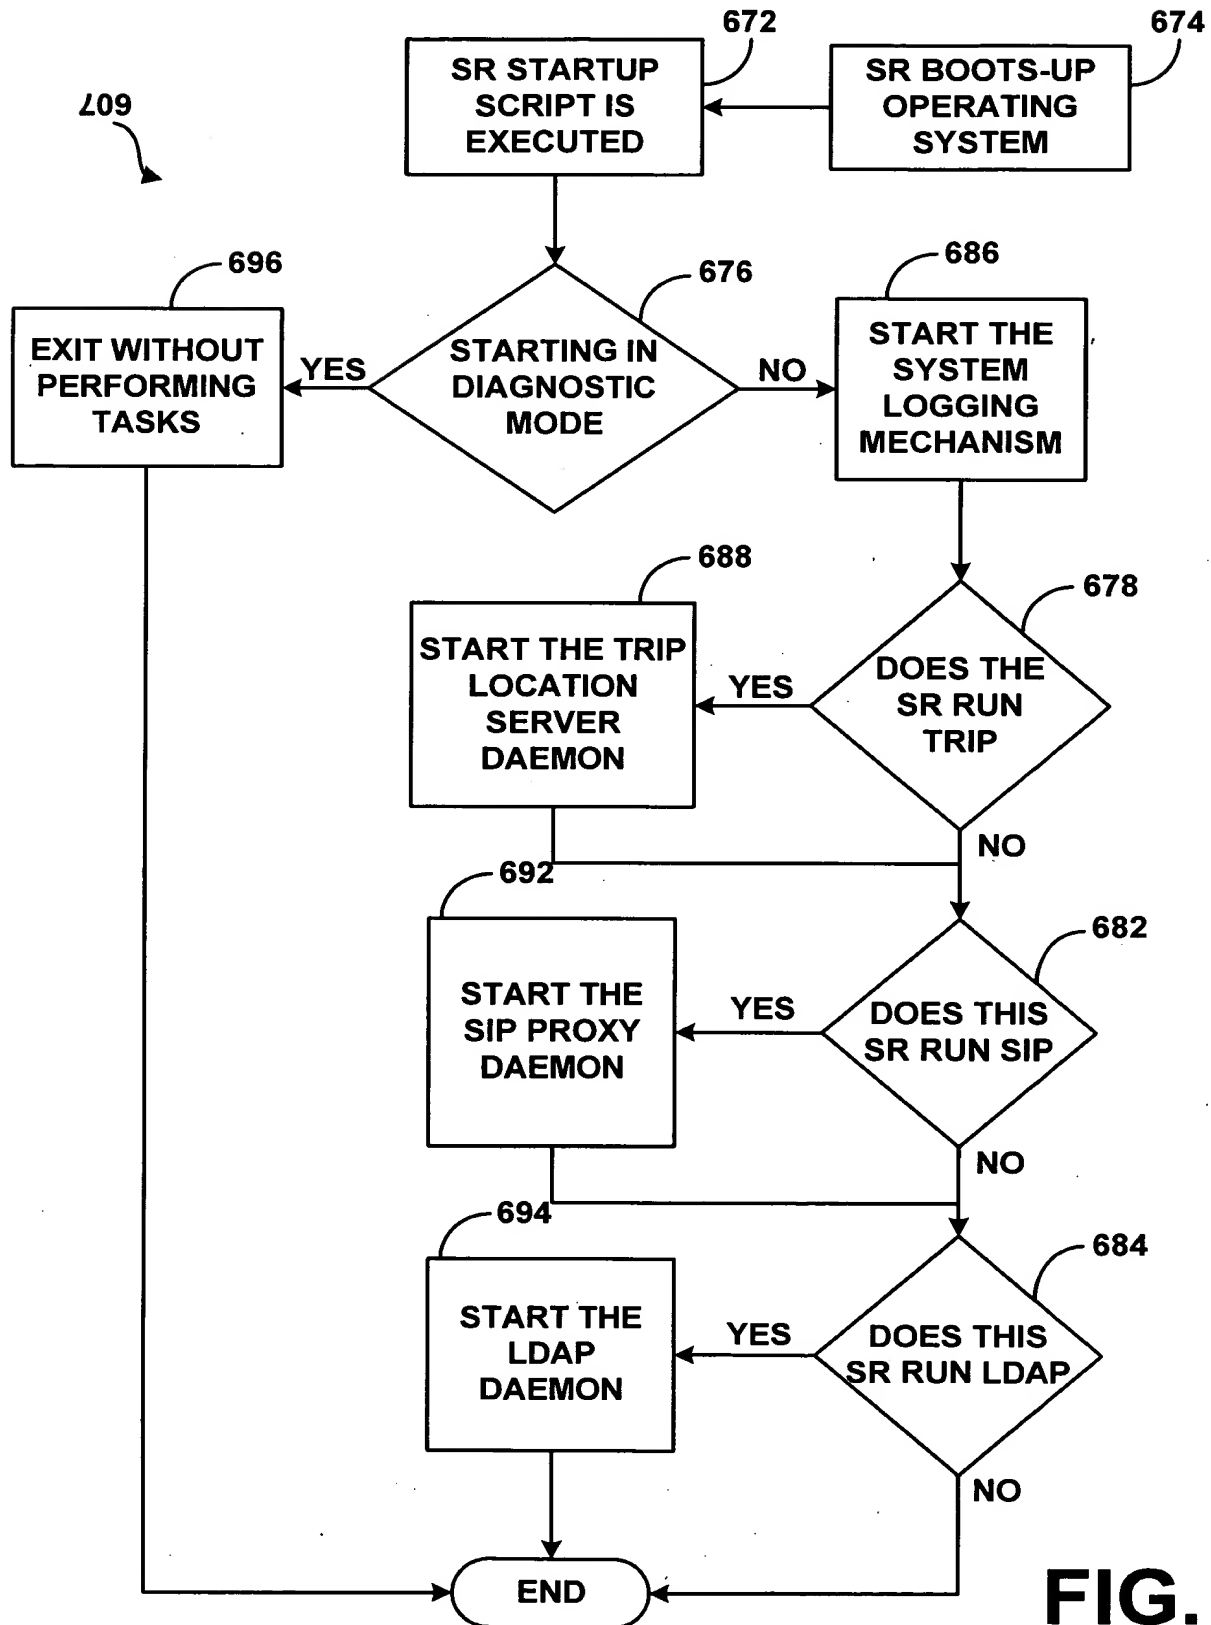 672
674
SR STARTUP
SCRIPT IS
EXECUTED
SR BOOTS-UP
OPERATING
SYSTEM
607
696
676
686
EXIT WITHOUT
PERFORMING
TASKS
YES
STARTING IN
DIAGNOSTIC
MODE
NO
START THE
SYSTEM
LOGGING
MECHANISM
688
678
START THE TRIP
LOCATION
SERVER
DAEMON
YES
DOES THE
SR RUN
TRIP
NO
692
682
START THE
SIP PROXY
DAEMON
YES
DOES THIS
SR RUN SIP
NO
694
684
START THE
LDAP
DAEMON
YES
DOES THIS
SR RUN LDAP
NO
END
FIG.